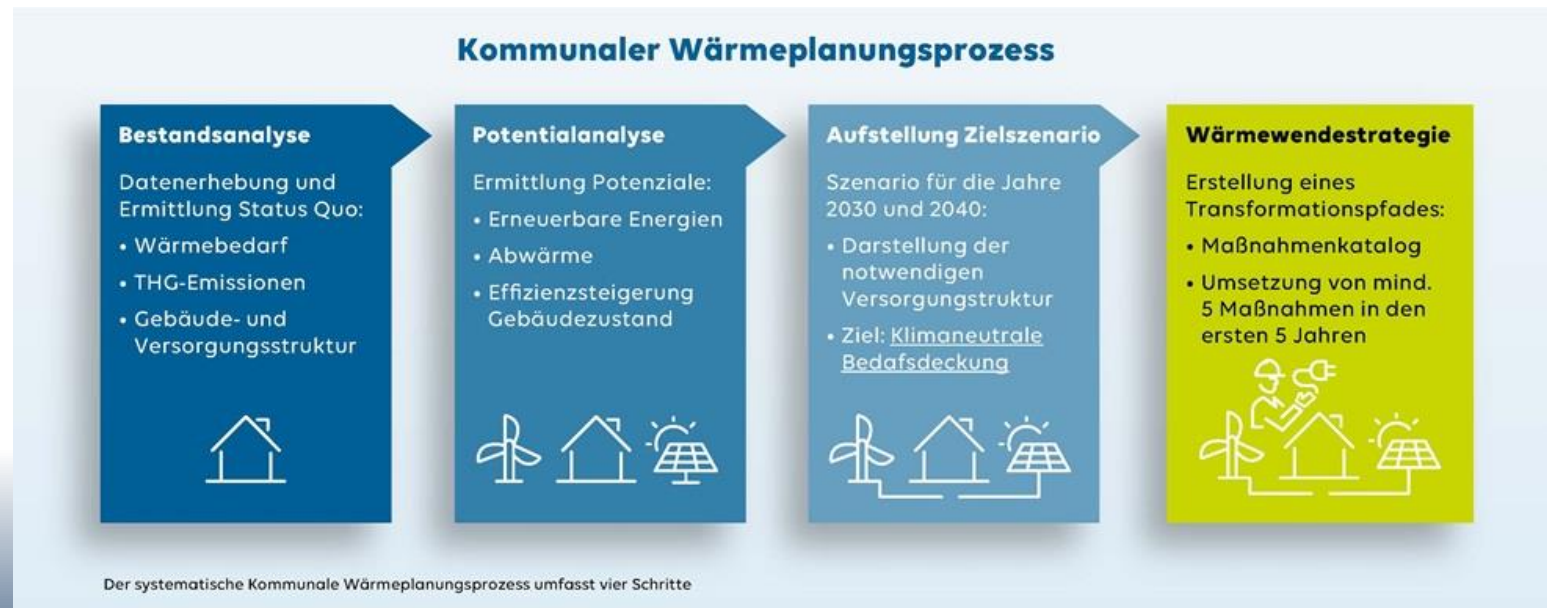 Kommunaler Wärmeplanungsprozess
Bestandsanalyse
Datenerhebung und
Ermittlung Status Quo:
• Wärmebedarf
• THG-Emissionen
• Gebäude- und
Versorgungsstruktur
Potentialanalyse
Ermittlung Potenziale:
• Erneuerbare Energien
• Abwärme
• Effizienzsteigerung
Gebäudezustand
Aufstellung Zielszenario
Szenario für die Jahre
2030 und 2040:
• Darstellung der
notwendigen
Versorgungstruktur
• Ziel: Klimaneutrale
Bedafsdeckung
Wärmewendestrategie
Erstellung eines
Transformationspfades:
• Maßnahmenkatalog
• Umsetzung von mind.
5 Maßnahmen in den
ersten 5 Jahren
Der systematische Kommunale Wärmeplanungsprozess umfasst vier Schritte